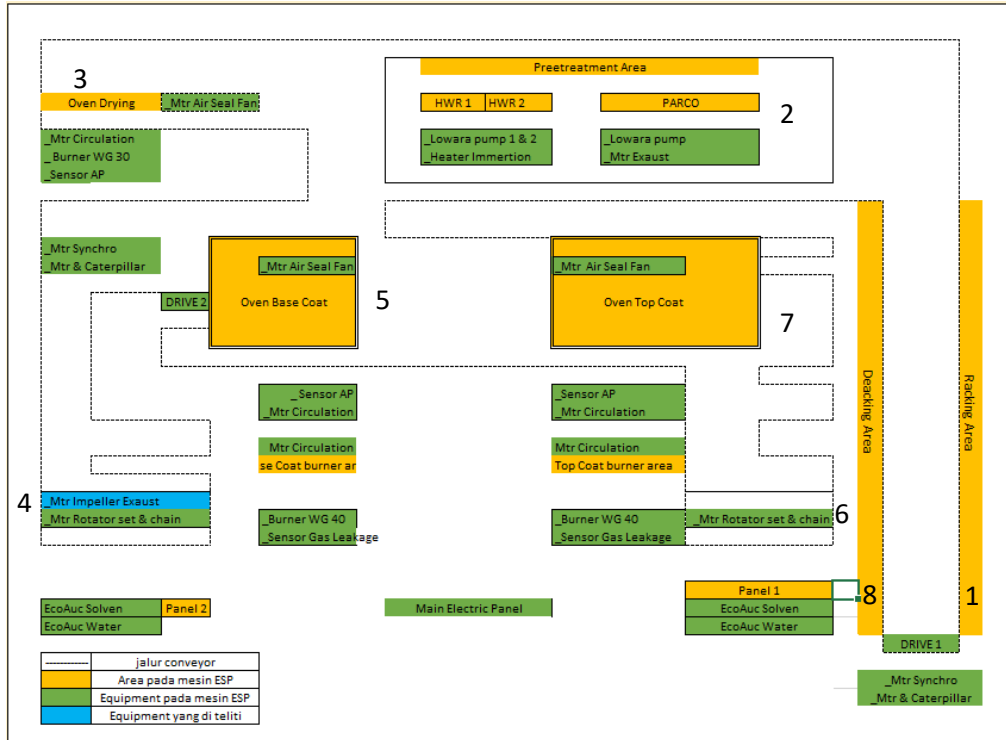 Preetreatment Area
3
Oven Drying
_Mtr Air Seal Fan
HWR 1
HWR 2
PARCO
2
_Mtr Circulation
_Burner WG 30
_Sensor AP
_Lowara pump 1 & 2
_Heater Immertion
_Lowara pump
_Mtr Exaust
_Mtr Synchro
_Mtr & Caterpillar
_Mtr Air Seal Fan
Oven Base Coat
5
DRIVE 2
_Mtr Air Seal Fan
Oven Top Coat
7
Deacking Area
Racking Area
_Sensor AP
_Mtr Circulation
Mtr Circulation
se Coat burner ar
_Sensor AP
_Mtr Circulation
Mtr Circulation
Top Coat burner area
4
_Mtr Impeller Exaust
_Mtr Rotator set & chain
_Burner WG 40
_Sensor Gas Leakage
_Burner WG 40
_Sensor Gas Leakage
_Mtr Rotator set & chain
6
EcoAuc Solven
Panel 2
EcoAuc Water
Main Electric Panel
Panel 1
EcoAuc Solven
EcoAuc Water
8
1
DRIVE 1
_Mtr Synchro
_Mtr & Caterpillar
jalur conveyor
Area pada mesin ESP
Equipment pada mesin ESP
Equipment yang di teliti